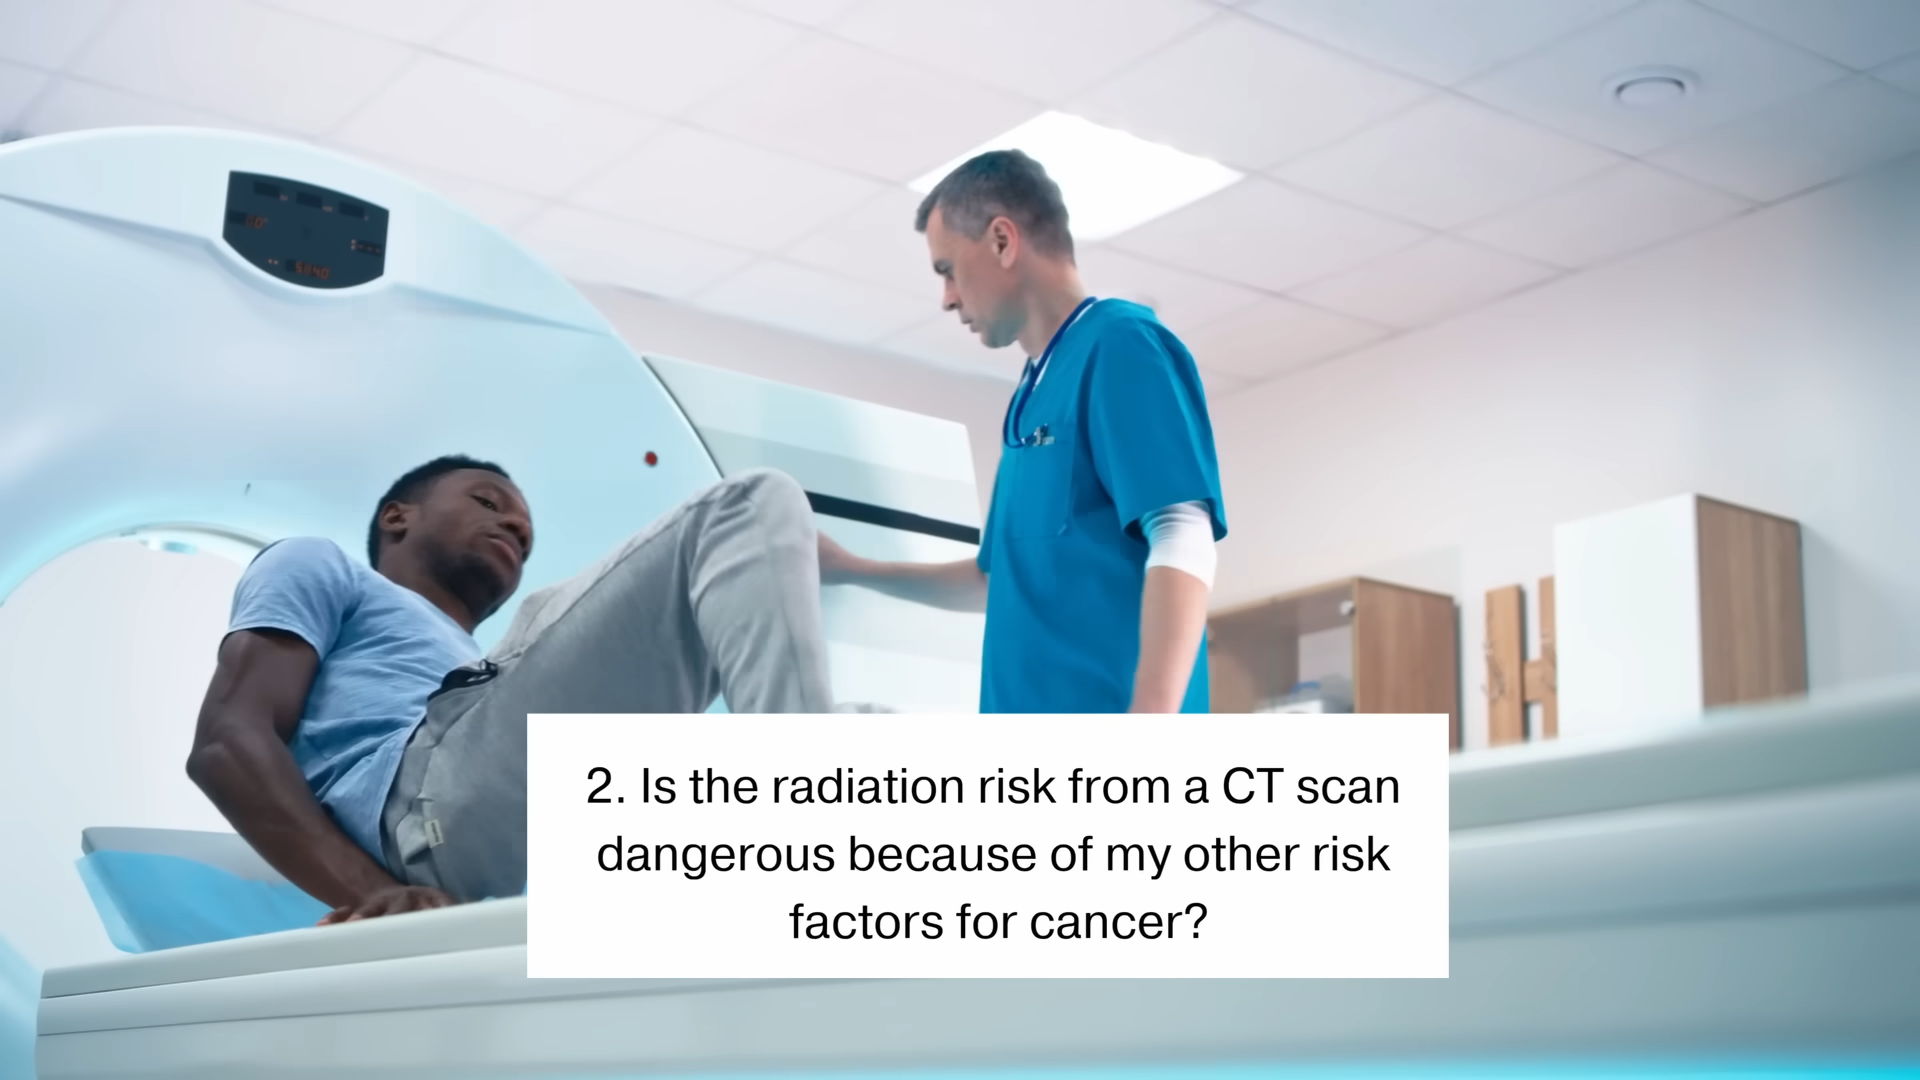 2. Is the radiation risk from a CT scan
dangerous because of my other risk
factors for cancer?